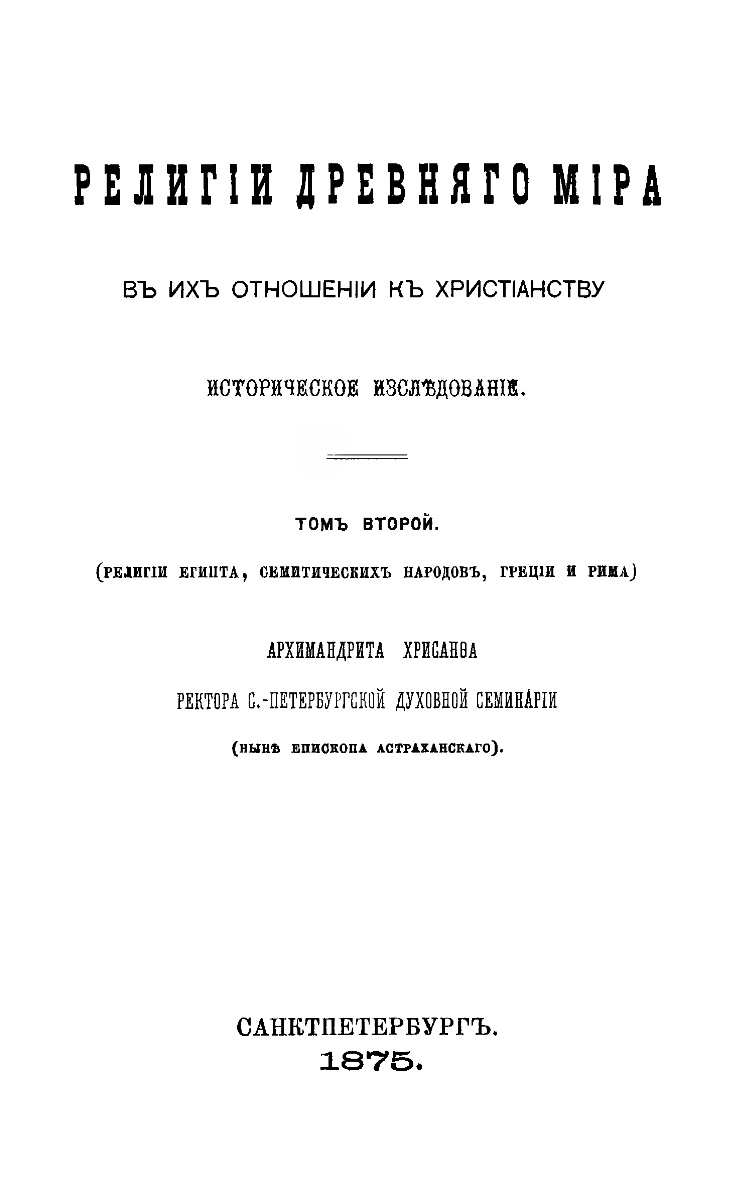 РЕЛИГІИ ДРЕВНЯГО МІРА
ВЪ ИХЪ ОТНОШЕНІИ КЪ ХРИСТІАНСТВУ
ИСТОРИЧЕСКОЕ ИЗСЛѢДОВАНІЕ.
ТОМЪ ВТОРОЙ.
(РЕЛИГІИ ЕГИПТА, СЕМИТИЧЕСКИХЪ НАРОДОВЪ, ГРЕЦІИ И РИМА)
АРХИМАНДРИТА ХРИСАНѲА
РЕКТОРА С.-ПЕТЕРБУРГСКОЙ ДУХОВНОЙ СЕМИНАРІИ
(НЫНѢ ЕПИСКОПА АСТРАХАНСКАГО).
САНКТПЕТЕРБУРГЪ.
1875.